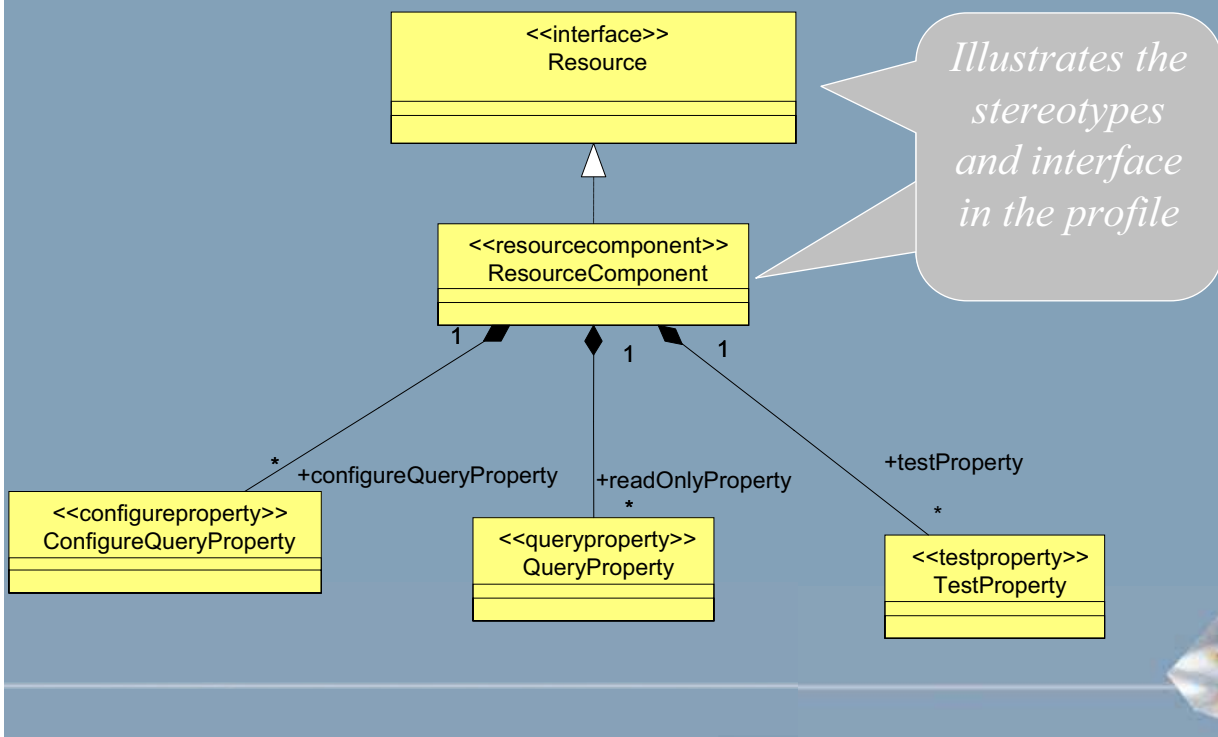 <<interface>>
Resource
Illustrates the
stereotypes
and interface
in the profile
<<resourcecomponent>>
ResourceComponent
1
1
1
*
+configureQueryProperty
+readOnlyProperty
*
+testProperty
*
<<configureproperty>>
ConfigureQueryProperty
<<queryproperty>>
QueryProperty
<<testproperty>>
TestProperty